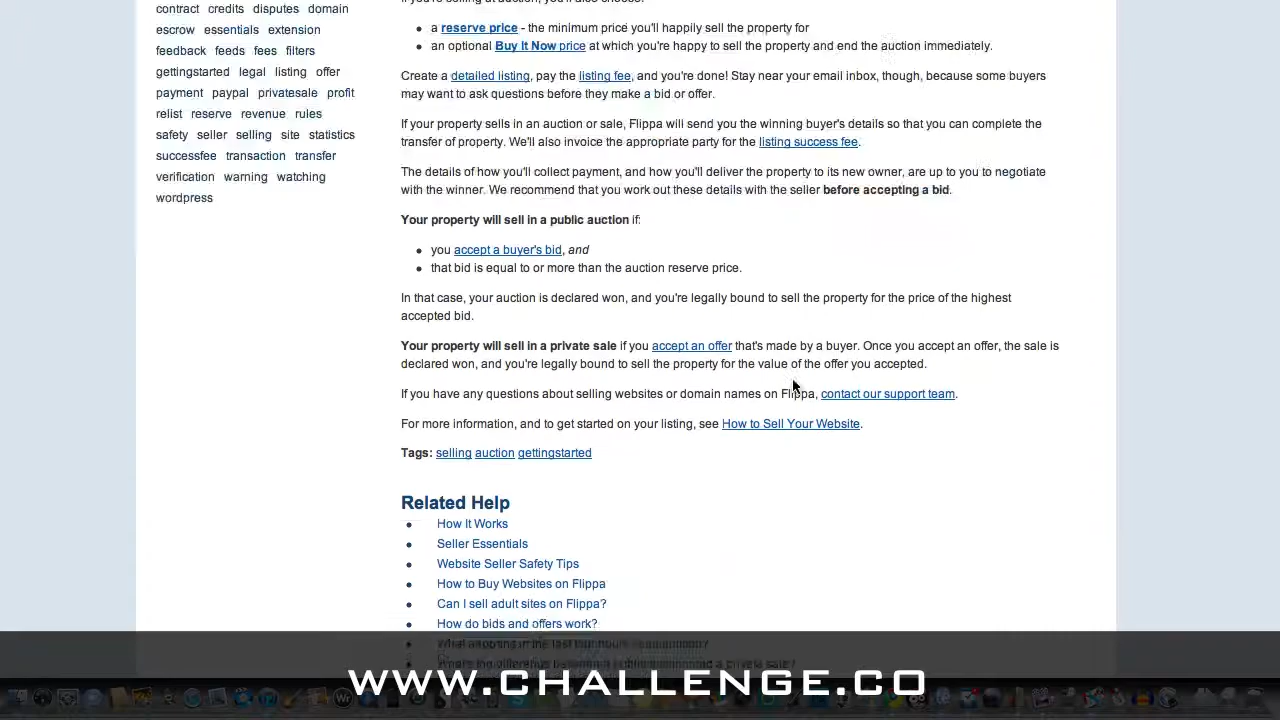 contract credits disputes domain
escrow essentials extension
feedback feeds fees filters
gettingstarted legal listing offer
payment paypal privatesale profit
relist reserve revenue rules
safety seller selling site statistics
successfee transaction transfer
verification warning watching
wordpress
a reserve price - the minimum price you'll happily sell the property for
an optional Buy It Now price at which you're happy to sell the property and end the auction immediately.
Create a detailed listing, pay the listing fee, and you're done! Stay near your email inbox, though, because some buyers
may want to ask questions before they make a bid or offer.
If your property sells in an auction or sale, Flippa will send you the winning buyer's details so that you can complete the
transfer of property. We'll also invoice the appropriate party for the listing success fee.
The details of how you'll collect payment, and how you'll deliver the property to its new owner, are up to you to negotiate
with the winner. We recommend that you work out these details with the seller before accepting a bid.
Your property will sell in a public auction if:
you accept a buyer's bid, and
that bid is equal to or more than the auction reserve price.
In that case, your auction is declared won, and you're legally bound to sell the property for the price of the highest
accepted bid.
Your property will sell in a private sale if you accept an offer that's made by a buyer. Once you accept an offer, the sale is
declared won, and you're legally bound to sell the property for the value of the offer you accepted.
If you have any questions about selling websites or domain names on Flippa, contact our support team.
For more information, and to get started on your listing, see How to Sell Your Website.
Tags: selling auction gettingstarted
Related Help
How It Works
Seller Essentials
Website Seller Safety Tips
How to Buy Websites on Flippa
Can I sell adult sites on Flippa?
How do bids and offers work?
WWW.CHALLENGE.CO